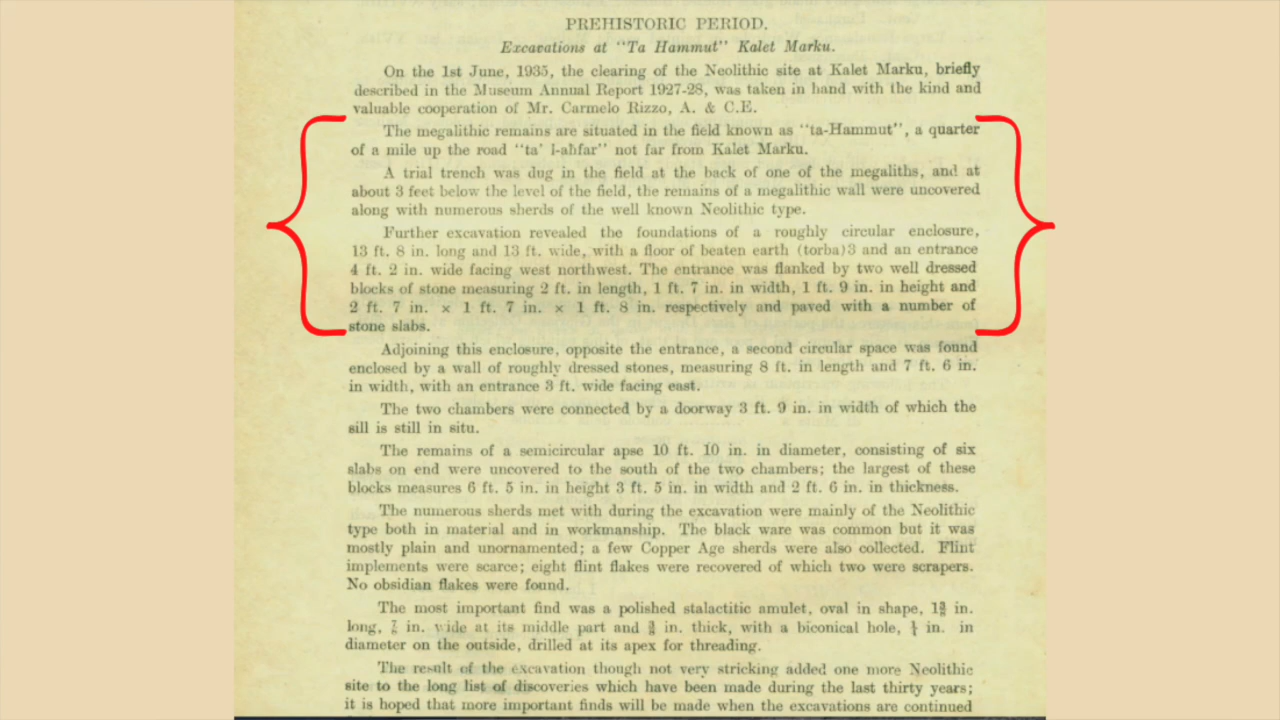 PREHISTORIC PERIOD.
Excavations at "Ta Hammut" Kalet Marku.
On the 1st June, 1935, the clearing of the Neolithic site at Kalet Marku, briefly
described in the Museum Annual Report 1927-28, was taken in hand with the kind and
valuable cooperation of Mr. Carmelo Rizzo, A. & C.E.
The megalithic remains are situated in the field known as "ta-Hammut", a quarter
of a mile up the road "ta' l-aħfar" not far from Kalet Marku.
A trial trench was dug in the field at the back of one of the megaliths, and at
about 3 feet below the level of the field, the remains of a megalithic wall were uncovered
along with numerous sherds of the well known Neolithic type.
Further excavation revealed the foundations of a roughly circular enclosure,
13 ft. 8 in. long and 13 ft. wide, with a floor of beaten earth (torba)3 and an entrance
4 ft. 2 in. wide facing west northwest. The entrance was flanked by two well dressed
blocks of stone measuring 2 ft. in length, 1 ft. 7 in. in width, 1 ft. 9 in. in height and
2 ft. 7 in. × 1 ft. 7 in. × 1 ft. 8 in. respectively and paved with a number of
stone slabs.
Adjoining this enclosure, opposite the entrance, a second circular space was found
enclosed by a wall of roughly dressed stones, measuring 8 ft. in length and 7 ft. 6 in.
in width, with an entrance 3 ft. wide facing east.
The two chambers were connected by a doorway 3 ft. 9 in. in width of which the
sill is still in situ.
The remains of a semicircular apse 10 ft. 10 in. in diameter, consisting of six
slabs on end were uncovered to the south of the two chambers; the largest of these
blocks measures 6 ft. 5 in. in height 3 ft. 5 in. in width and 2 ft. 6 in. in thickness.
The numerous sherds met with during the excavation were mainly of the Neolithic
type both in material and in workmanship. The black ware was common but it was
mostly plain and unornamented; a few Copper Age sherds were also collected. Flint
implements were scarce; eight flint flakes were recovered of which two were scrapers.
No obsidian flakes were found.
The most important find was a polished stalactitic amulet, oval in shape, in.
long, in. wide at its middle part and in. thick, with a biconical hole, in. in
diameter on the outside, drilled at its apex for threading.
The result of the excavation though not very stricking added one more Neolithic
site to the long list of discoveries which have been made during the last thirty years;
it is hoped that more important finds will be made when the excavations are continued